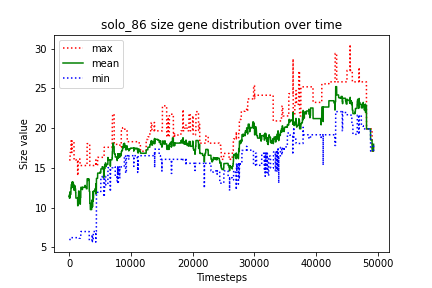 solo_86 size gene distribution over time
max
mean
min
Size value
30
25
20
15
10
5
0 10000 20000 30000 40000 50000
Timesteps